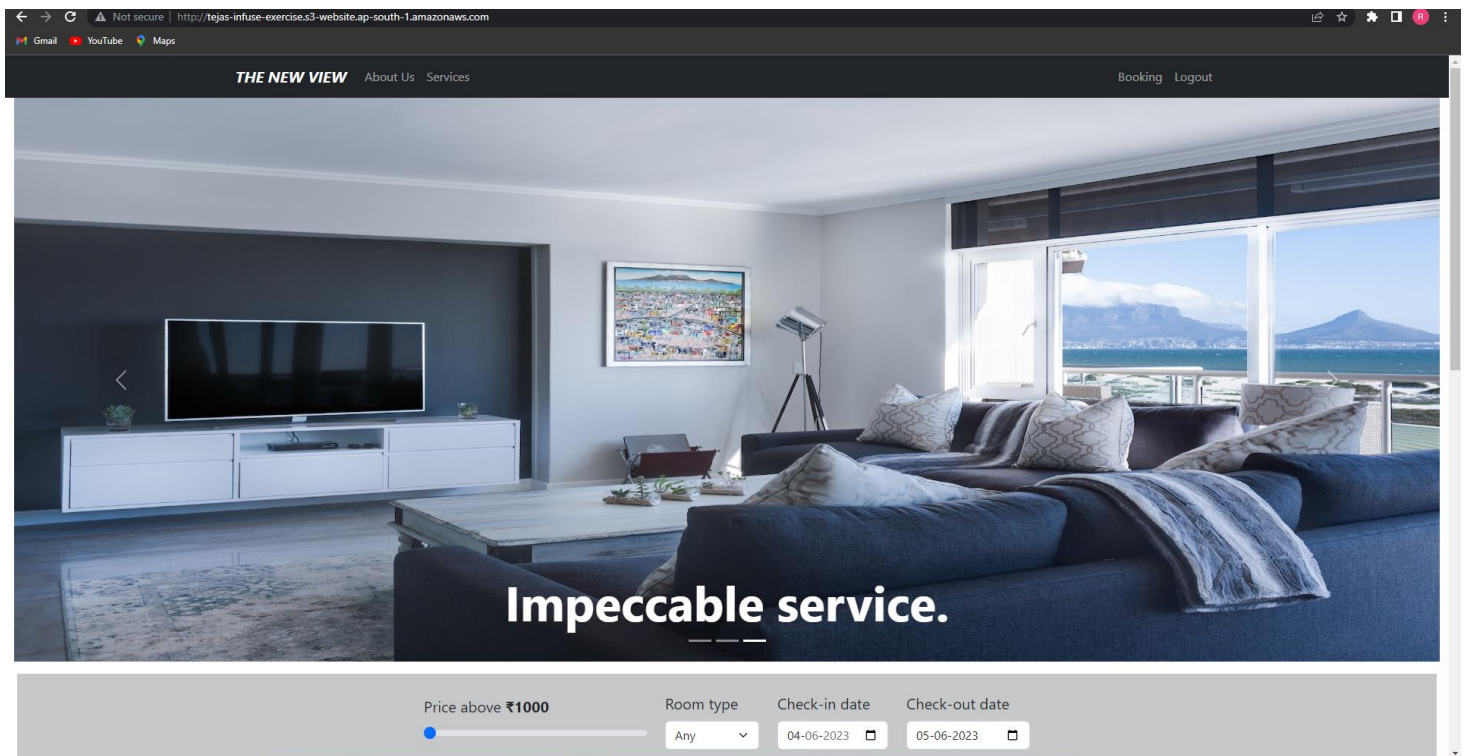 Not secure | http://tejas-infuse-exercise.s3-website.ap-south-1.amazonaws.com
R
Gmail YouTube Maps
THE NEW VIEW About Us Services Booking Logout
Impeccable service.
Price above ₹1000 Room type Check-in date Check-out date
Any 04-06-2023 05-06-2023